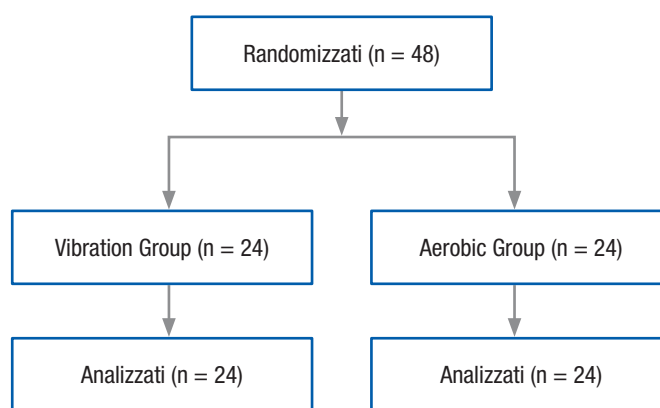 Randomizzati (n = 48)
Vibration Group (n = 24)
Aerobic Group (n = 24)
Analizzati (n = 24)
Analizzati (n = 24)